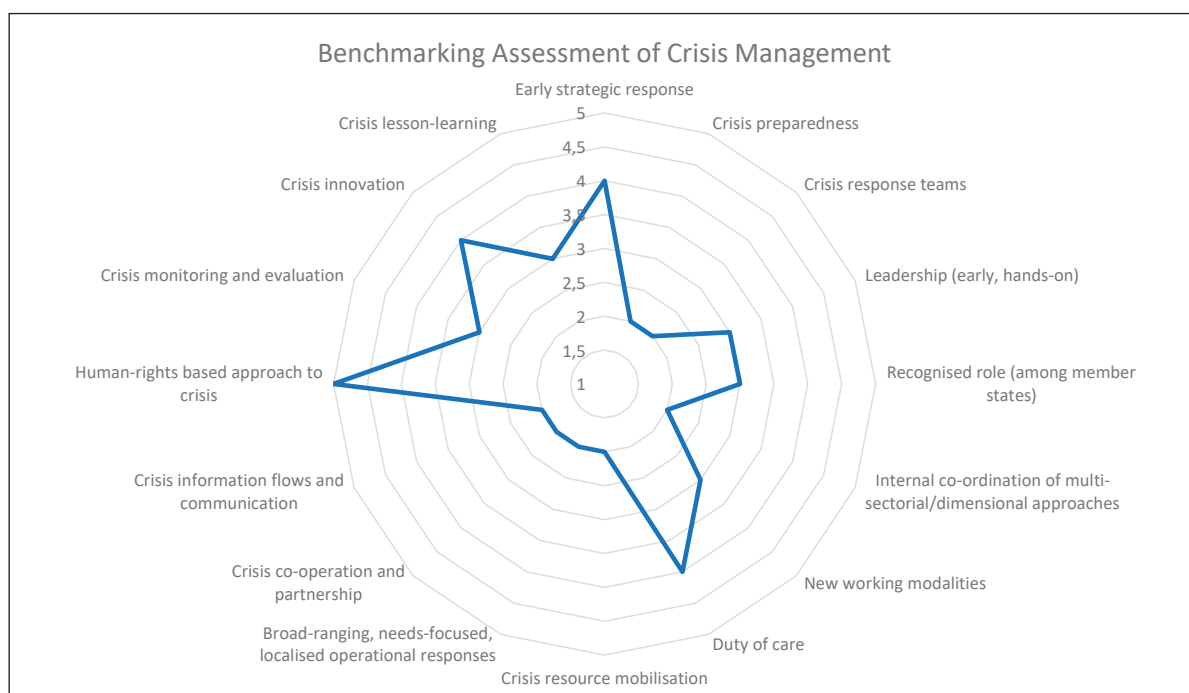 Benchmarking Assessment of Crisis Management
Early strategic response
Crisis preparedness
Crisis response teams
Leadership (early, hands-on)
Recognised role (among member
states)
Internal co-ordination of multi-
sectorial/dimensional approaches
New working modalities
Duty of care
Crisis resource mobilisation
Broad-ranging, needs-focused,
localised operational responses
Crisis co-operation and
partnership
Crisis information flows and
communication
Human-rights based approach to
crisis
Crisis monitoring and evaluation
Crisis innovation
Crisis lesson-learning
5
4,5
4
3,5
3
2,5
2
1,5
1